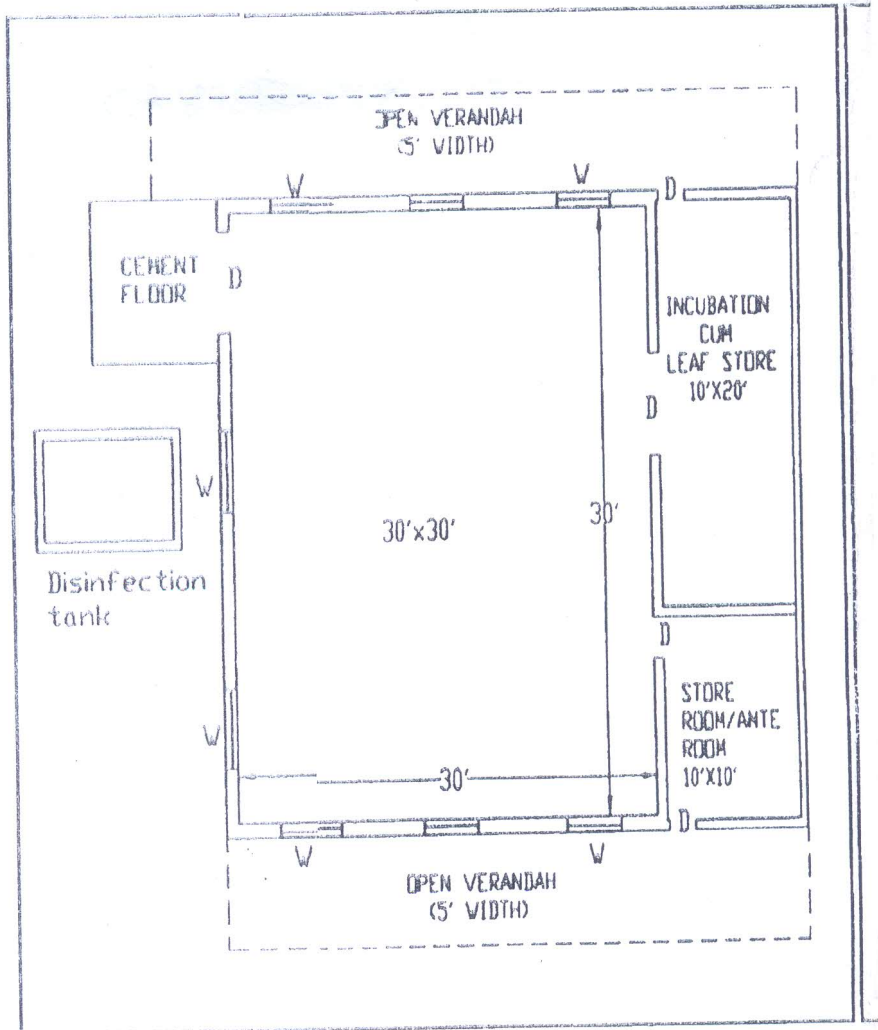 OPEN VERANDAH
(5' WIDTH)
W
W
D
CEMENT
FLOOR
D
INCUBATION
CUM
LEAF STORE
10'X20'
D
W
30'x30'
30'
Disinfection
tank
D
STORE
ROOM/ANTE
ROOM
10'X10'
W
30'
D
W
W
OPEN VERANDAH
(5' WIDTH)